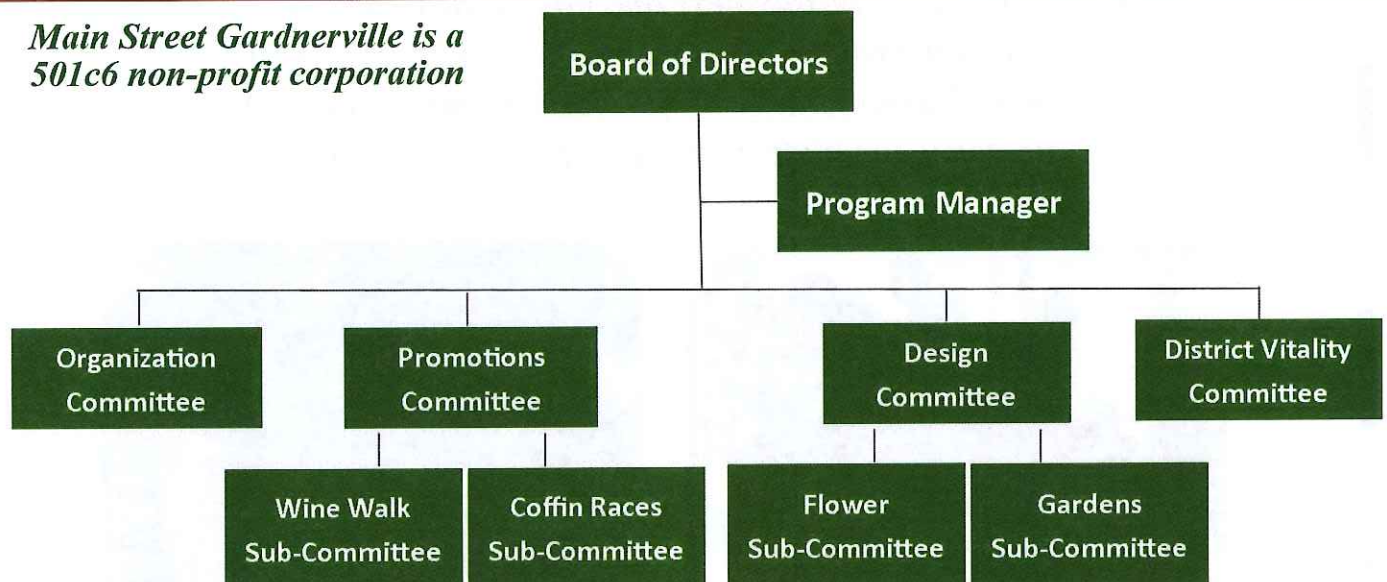 Main Street Gardnerville is a
501c6 non-profit corporation
Board of Directors
Program Manager
Organization
Committee
Promotions
Committee
Design
Committee
District Vitality
Committee
Wine Walk
Sub-Committee
Coffin Races
Sub-Committee
Flower
Sub-Committee
Gardens
Sub-Committee